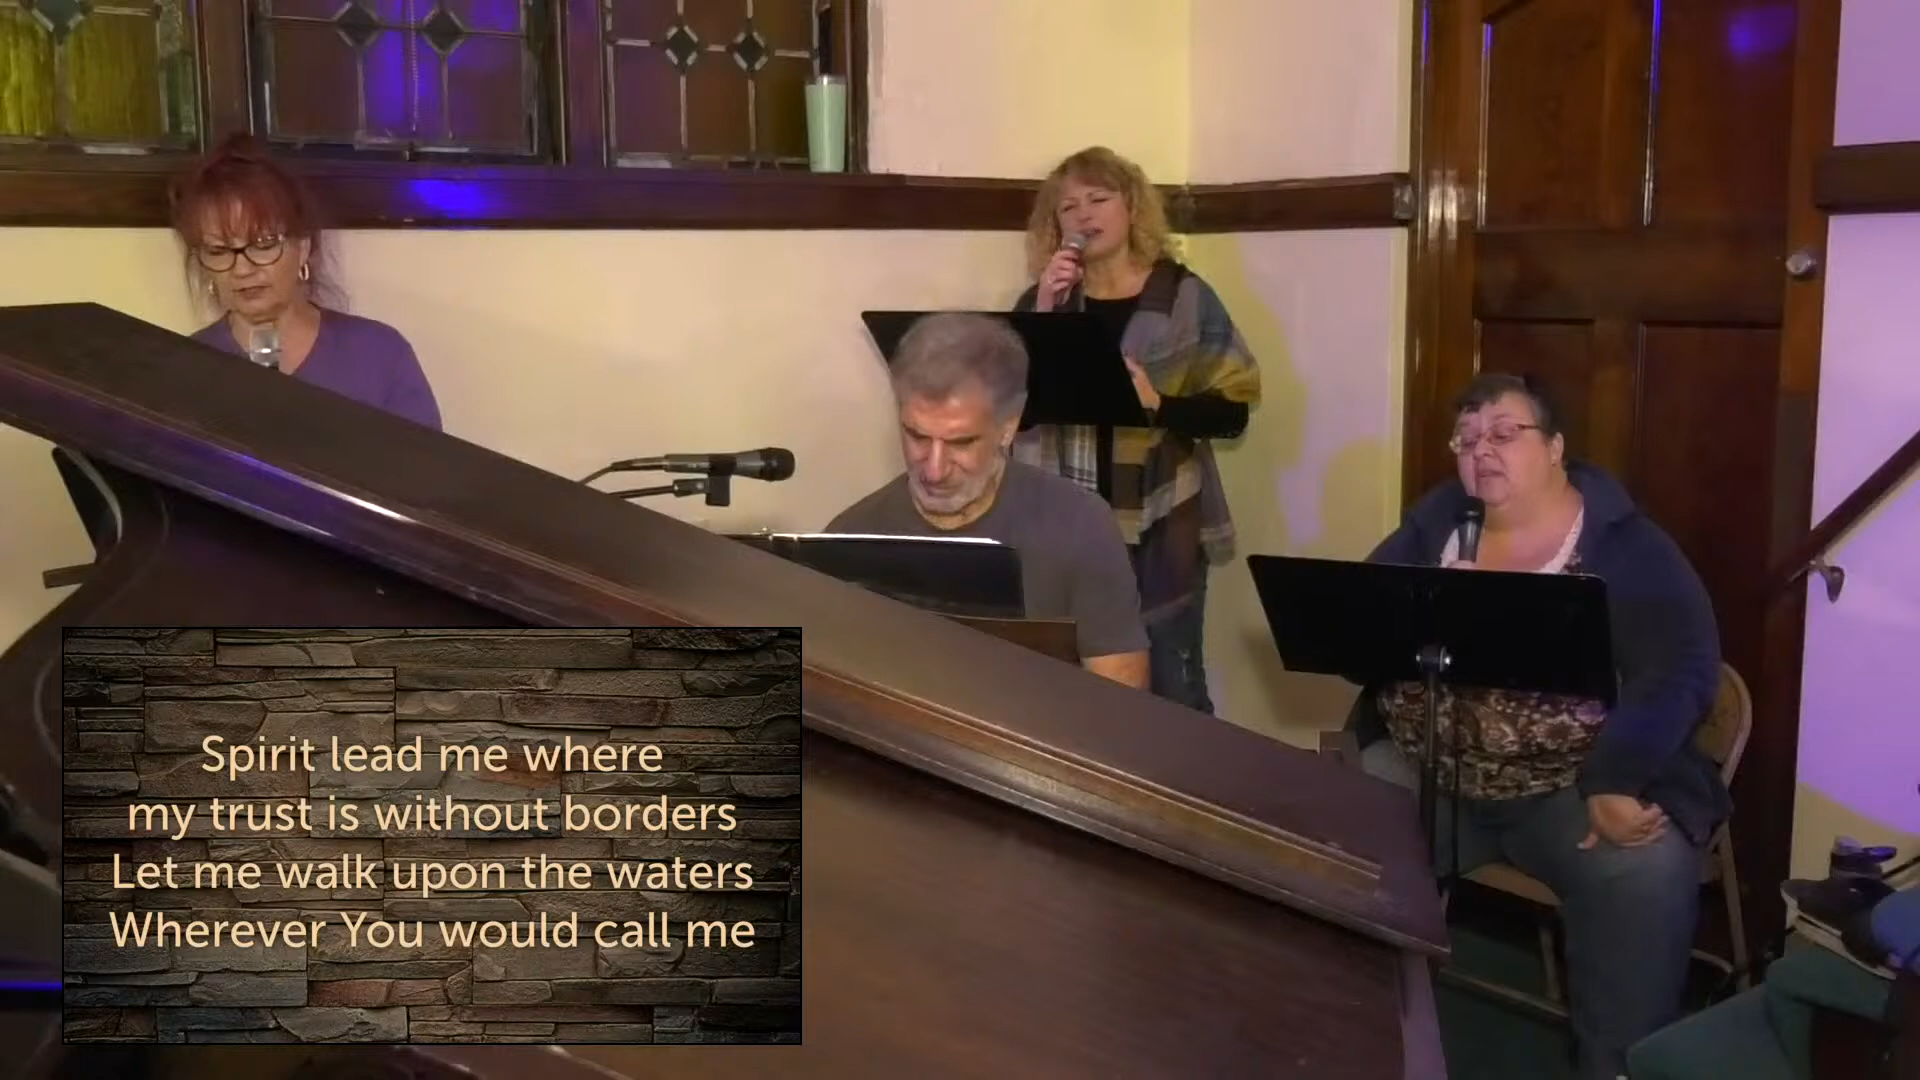 Spirit lead me where
my trust is without borders
Let me walk upon the waters
Wherever You would call me